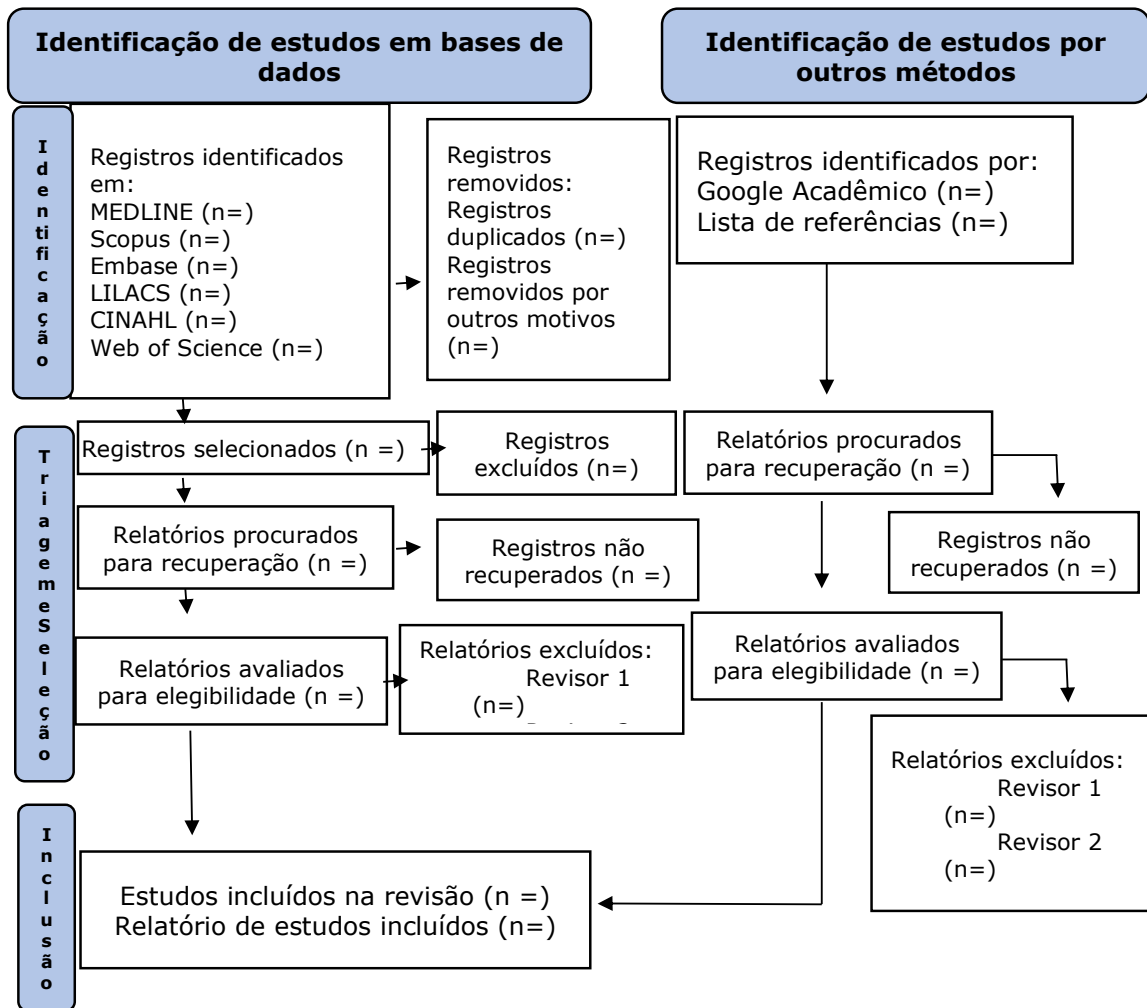 Identificação de estudos em bases de
dados
Identificação de estudos por
outros métodos
Identificação
Registros identificados
em:
MEDLINE (n=)
Scopus (n=)
Embase (n=)
LILACS (n=)
CINAHL (n=)
Web of Science (n=)
Registros
removidos:
Registros
duplicados (n=)
Registros
removidos por
outros motivos
(n=)
Registros identificados por:
Google Acadêmico (n=)
Lista de referências (n=)
TriagemeSeleção
Registros selecionados (n =)
Registros
excluídos (n=)
Relatórios procurados
para recuperação (n =)
Registros não
recuperados (n =)
Relatórios avaliados
para elegibilidade (n =)
Relatórios excluídos:
Revisor 1
(n=)
Relatórios procurados
para recuperação (n =)
Registros não
recuperados (n =)
Relatórios avaliados
para elegibilidade (n =)
Relatórios excluídos:
Revisor 1
(n=)
Revisor 2
(n=)
Inclusão
Estudos incluídos na revisão (n =)
Relatório de estudos incluídos (n=)